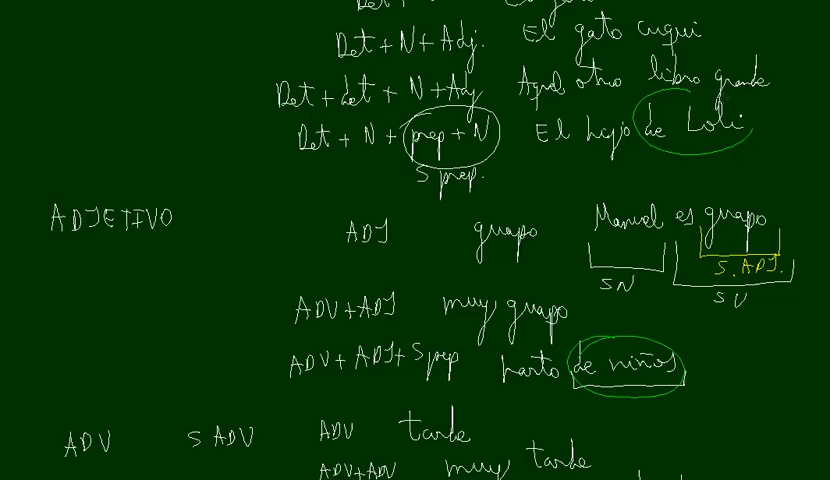 Det +
Det + N + Adj. El gato cuqui
Det + det + N + Adj Aquel otro libro grande
Det + N + prep + N El hijo de Loli
S prep.
ADJETIVO
ADJ guapo Manuel es guapo
S. ADJ.
SN SV
ADV + ADJ muy guapo
ADV + ADJ + S prep harto de niños
ADV S ADV ADV tarde
ADV+ADV muy tarde